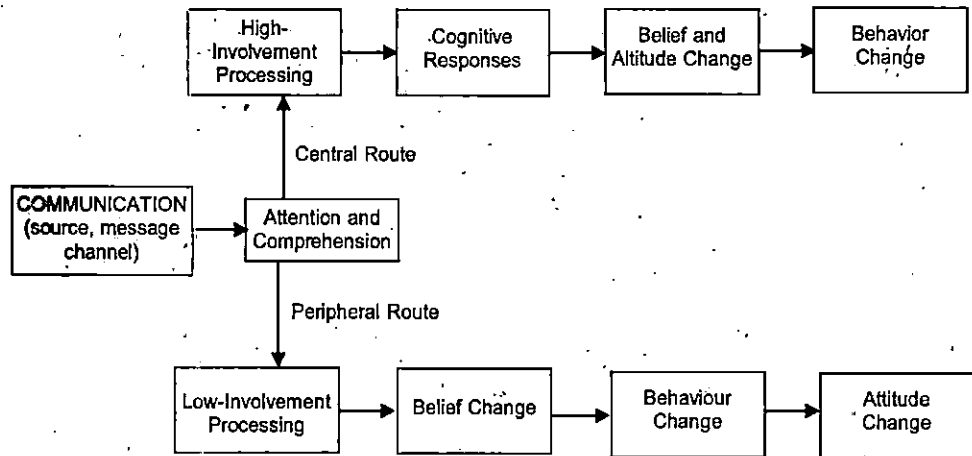 High-
Involvement
Processing
Cognitive
Responses
Belief and
Altitude Change
Behavior
Change
Central Route
COMMUNICATION
(source, message
channel)
Attention and
Comprehension
Peripheral Route
Low-Involvement
Processing
Belief Change
Behaviour
Change
Attitude
Change